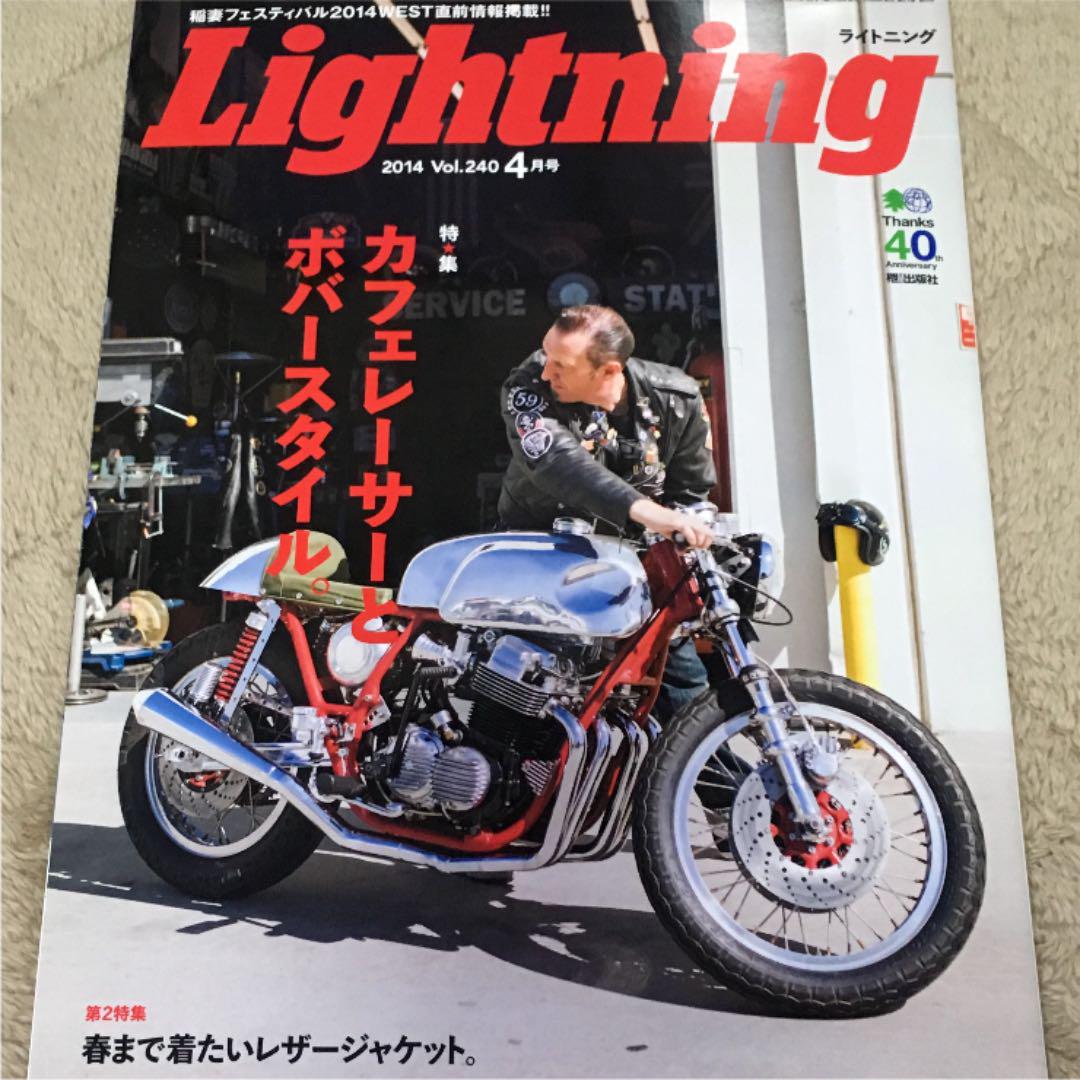 稲妻フェスティバル2014WEST直前情報掲載!!
Lightning
ライトニング
2014 Vol.240 4月号
Thanks
40th
Anniversary
枻出版社
特★集
カフェレーサーと
ボバースタイル。
SERVICE STAT
59
第2特集
春まで着たいレザージャケット。